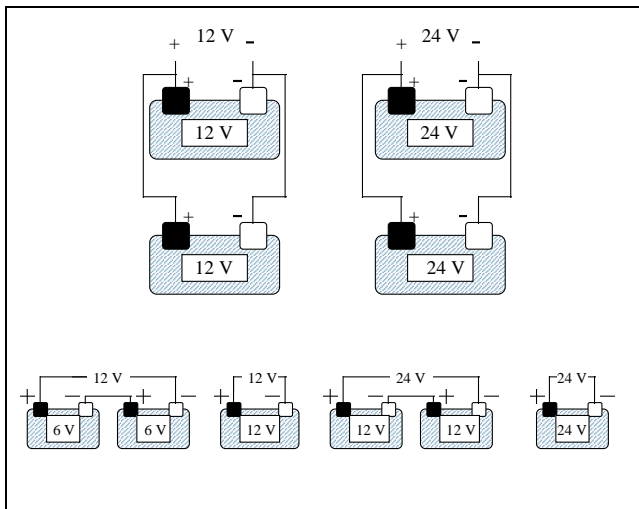 12 V 24 V
+ - + -
+ - + -
12 V 24 V
+ - + -
12 V 24 V
12 V 12 V 24 V 24 V
+ - + - + - + - + - + -
6 V 6 V 12 V 12 V 12 V 24 V